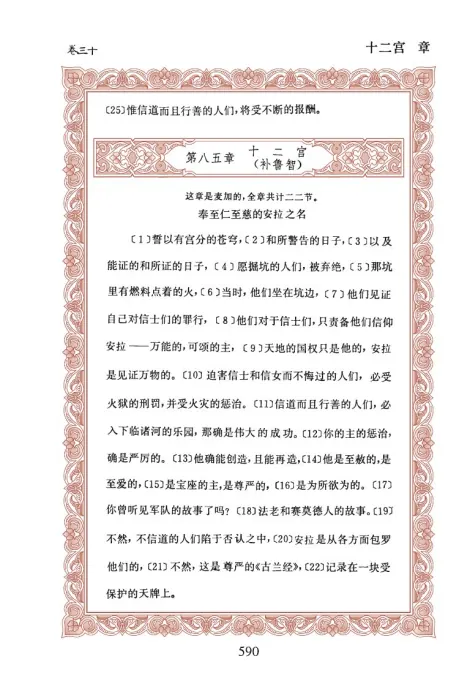 卷三十
十二宫 章
〔25〕惟信道而且行善的人们,将受不断的报酬。
第八五章 十二宫
(补鲁智)
这章是麦加的,全章共计二二节。
奉至仁至慈的安拉之名
〔1〕誓以有宫分的苍穹,〔2〕和所警告的日子,〔3〕以及
能证的和所证的日子,〔4〕愿掘坑的人们,被弃绝,〔5〕那坑
里有燃料点着的火,〔6〕当时,他们坐在坑边,〔7〕他们见证
自己对信士们的罪行,〔8〕他们对于信士们,只责备他们信仰
安拉——万能的,可颂的主,〔9〕天地的国权只是他的,安拉
是见证万物的。〔10〕迫害信士和信女而不悔过的人们,必受
火狱的刑罚,并受火灾的惩治。〔11〕信道而且行善的人们,必
入下临诸河的乐园,那确是伟大的成功。〔12〕你的主的惩治,
确是严厉的。〔13〕他确能创造,且能再造,〔14〕他是至赦的,是
至爱的,〔15〕是宝座的主,是尊严的,〔16〕是为所欲为的。〔17〕
你曾听见军队的故事了吗?〔18〕法老和赛莫德人的故事。〔19〕
不然,不信道的人们陷于否认之中,〔20〕安拉是从各方面包罗
他们的,〔21〕不然,这是尊严的《古兰经》,〔22〕记录在一块受
保护的天牌上。
590